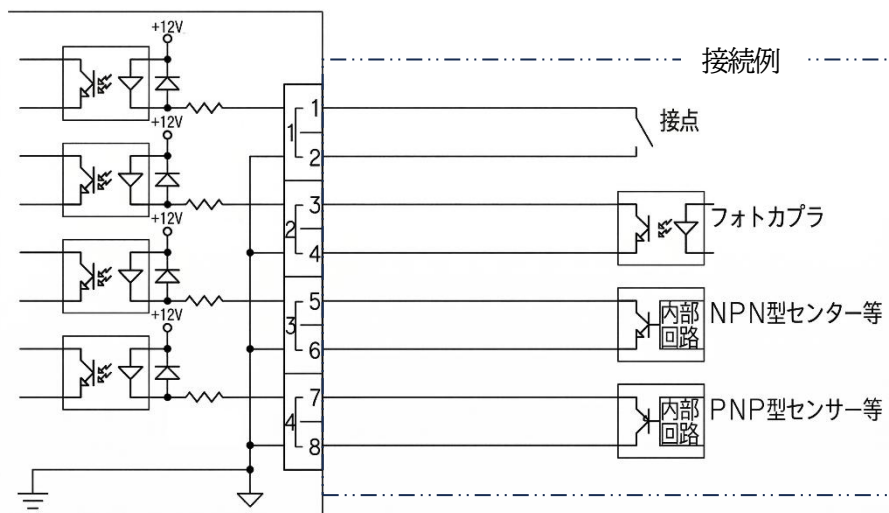 接続例
+12V
1
1
2
接点
+12V
3
2
4
フォトカプラ
+12V
5
3
6
内部
回路
NPN型センター等
+12V
7
4
8
内部
回路
PNP型センサー等